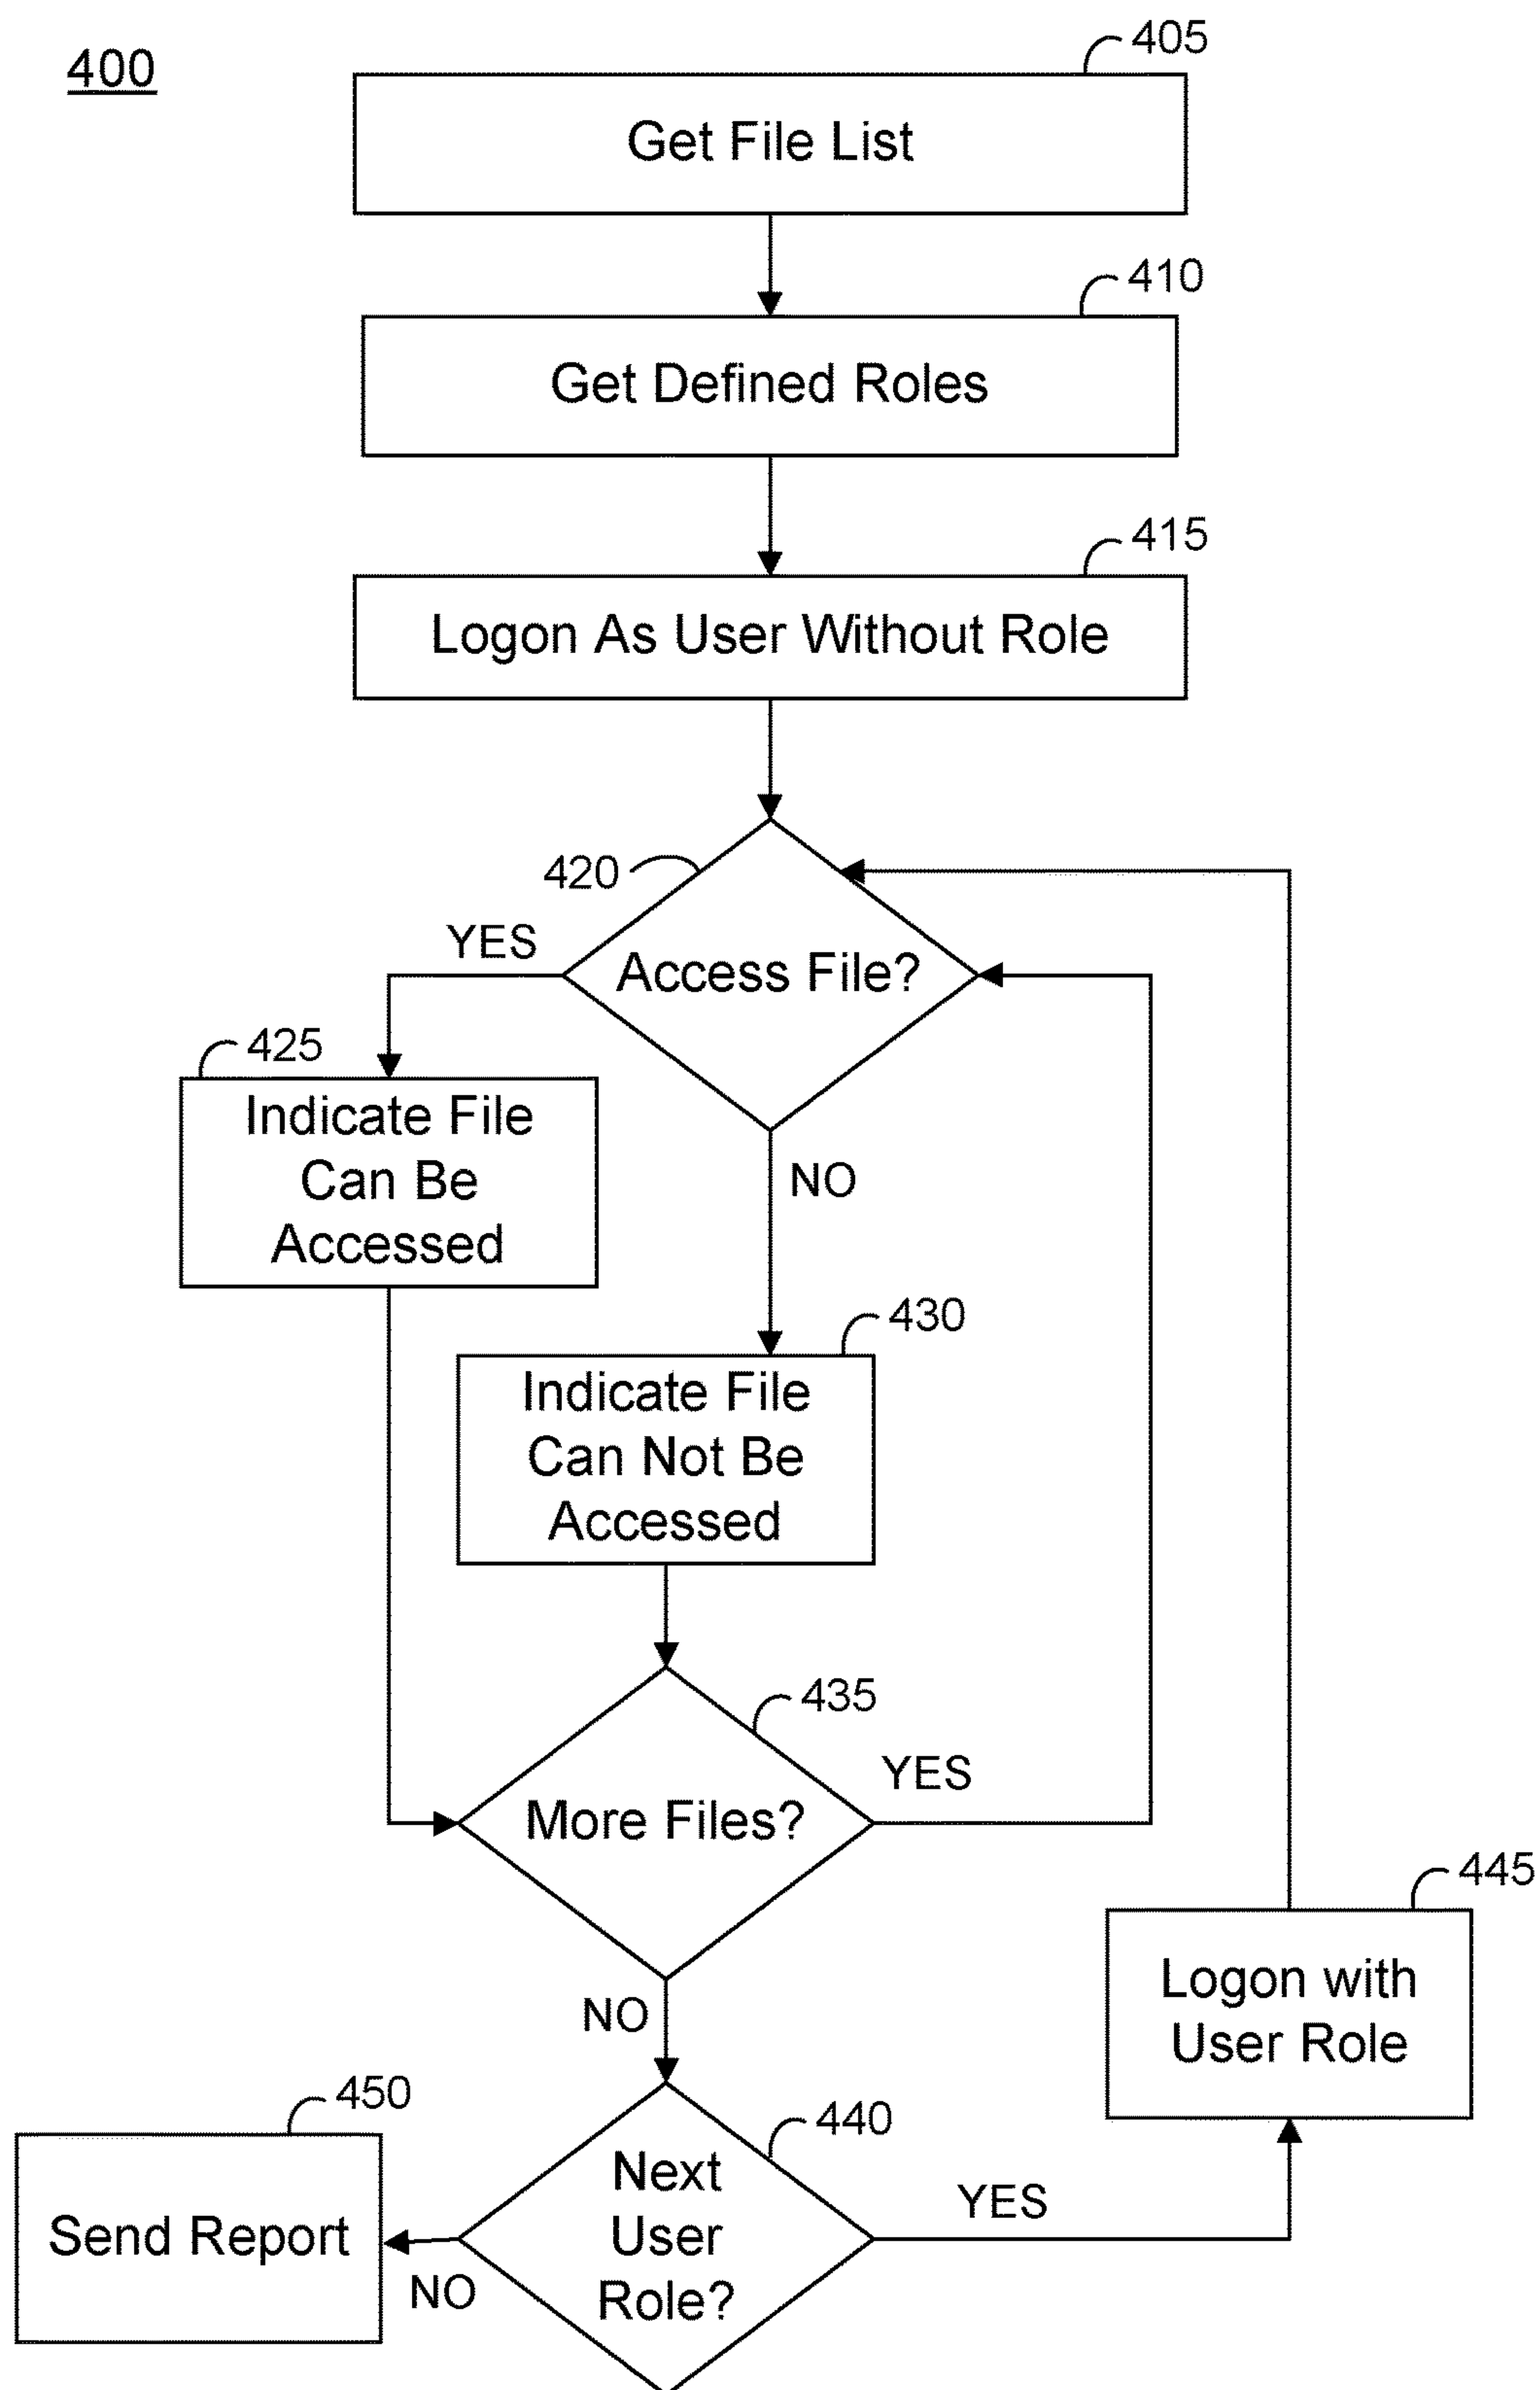 400
405
Get File List
410
Get Defined Roles
415
Logon As User Without Role
420
Access File?
YES
NO
425
Indicate File
Can Be
Accessed
430
Indicate File
Can Not Be
Accessed
435
More Files?
YES
NO
445
Logon with
User Role
440
Next
User
Role?
YES
NO
450
Send Report